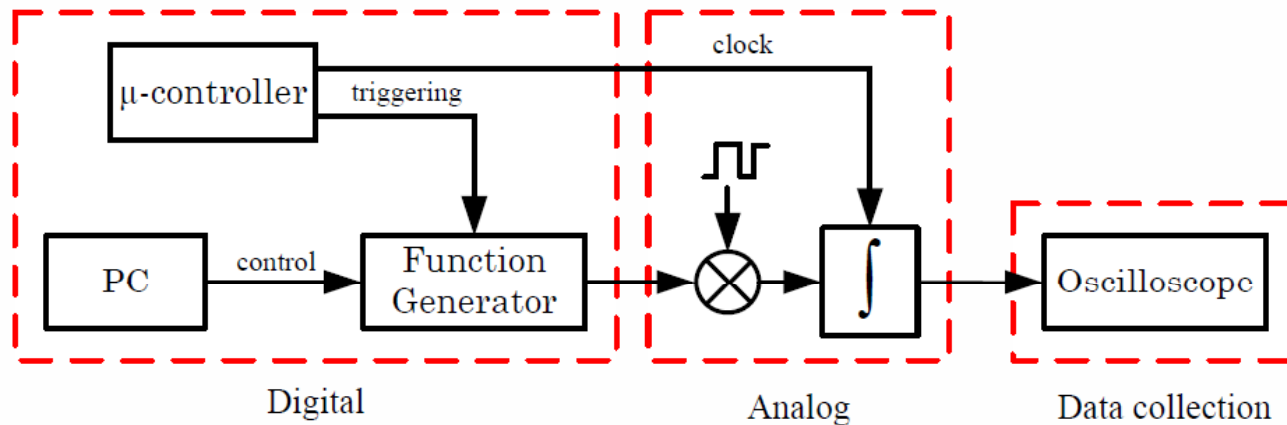 clock
μ-controller
triggering
PC
control
Function
Generator
∫
Oscilloscope
Digital
Analog
Data collection